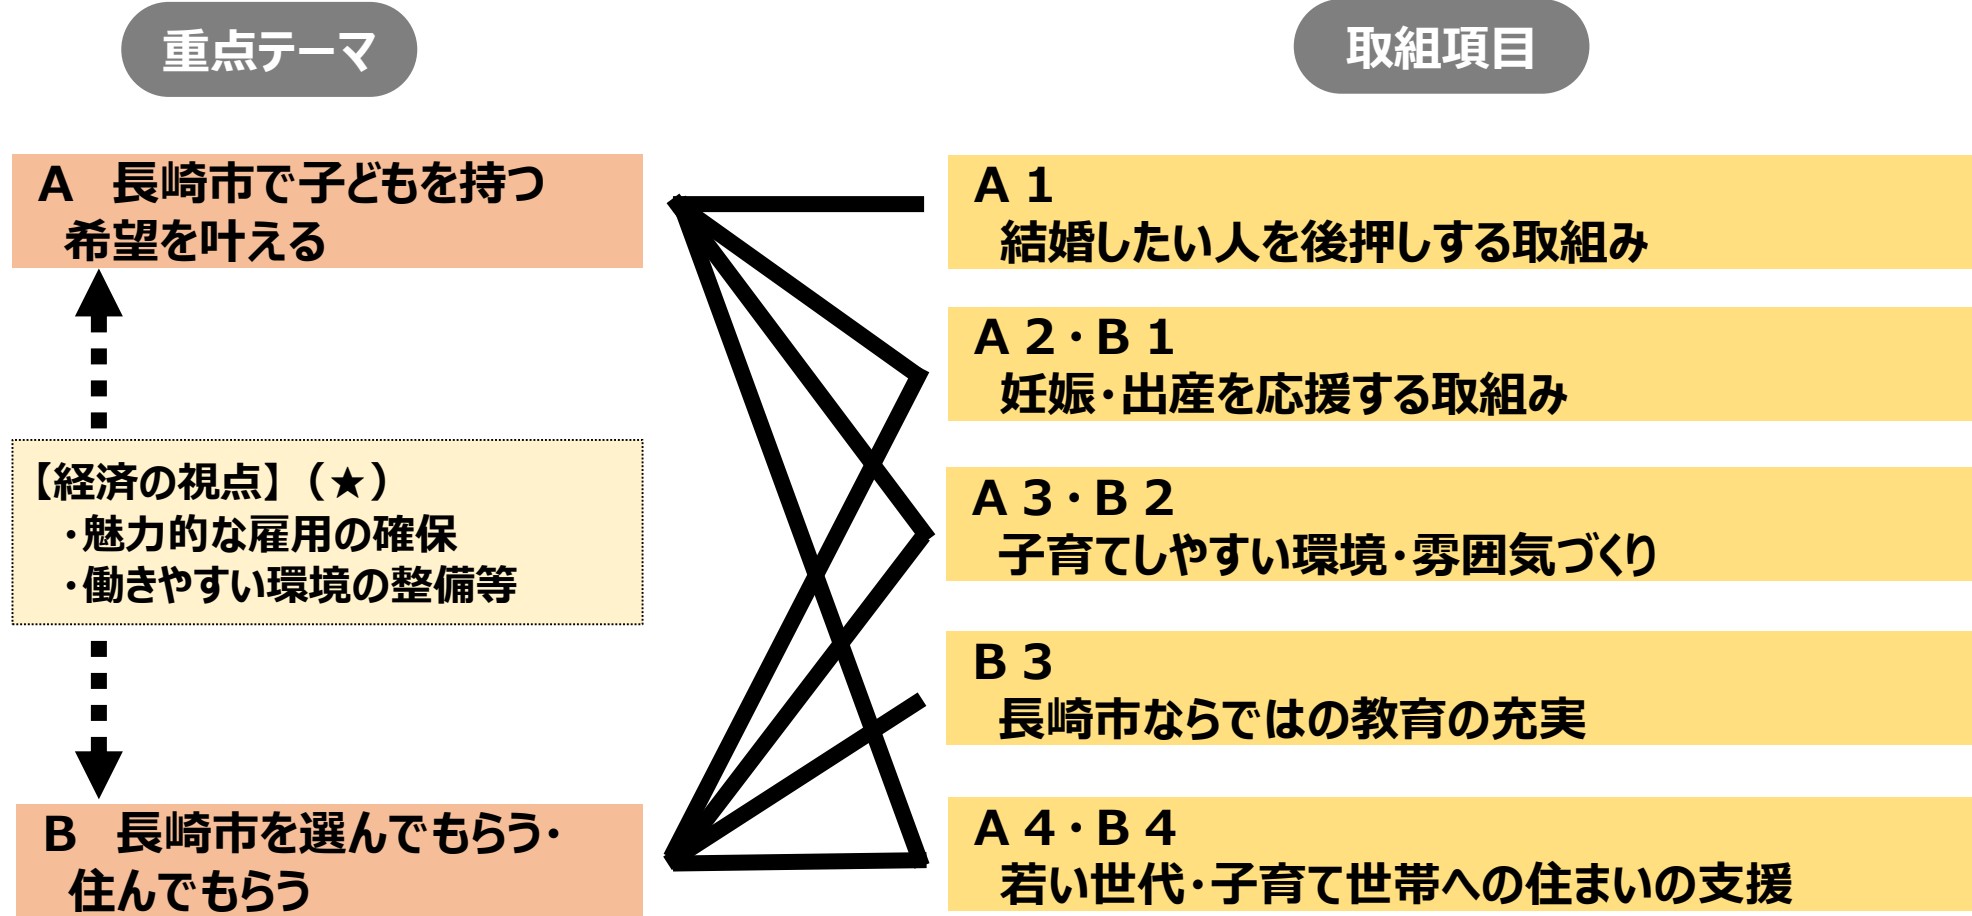 重点テーマ
取組項目
A 長崎市で子どもを持つ
希望を叶える
【経済の視点】（★）
・魅力的な雇用の確保
・働きやすい環境の整備等
B 長崎市を選んでもらう・
住んでもらう
A１
結婚したい人を後押しする取組み
A２・B１
妊娠・出産を応援する取組み
A３・B２
子育てしやすい環境・雰囲気づくり
B３
長崎市ならではの教育の充実
A４・B４
若い世代・子育て世帯への住まいの支援